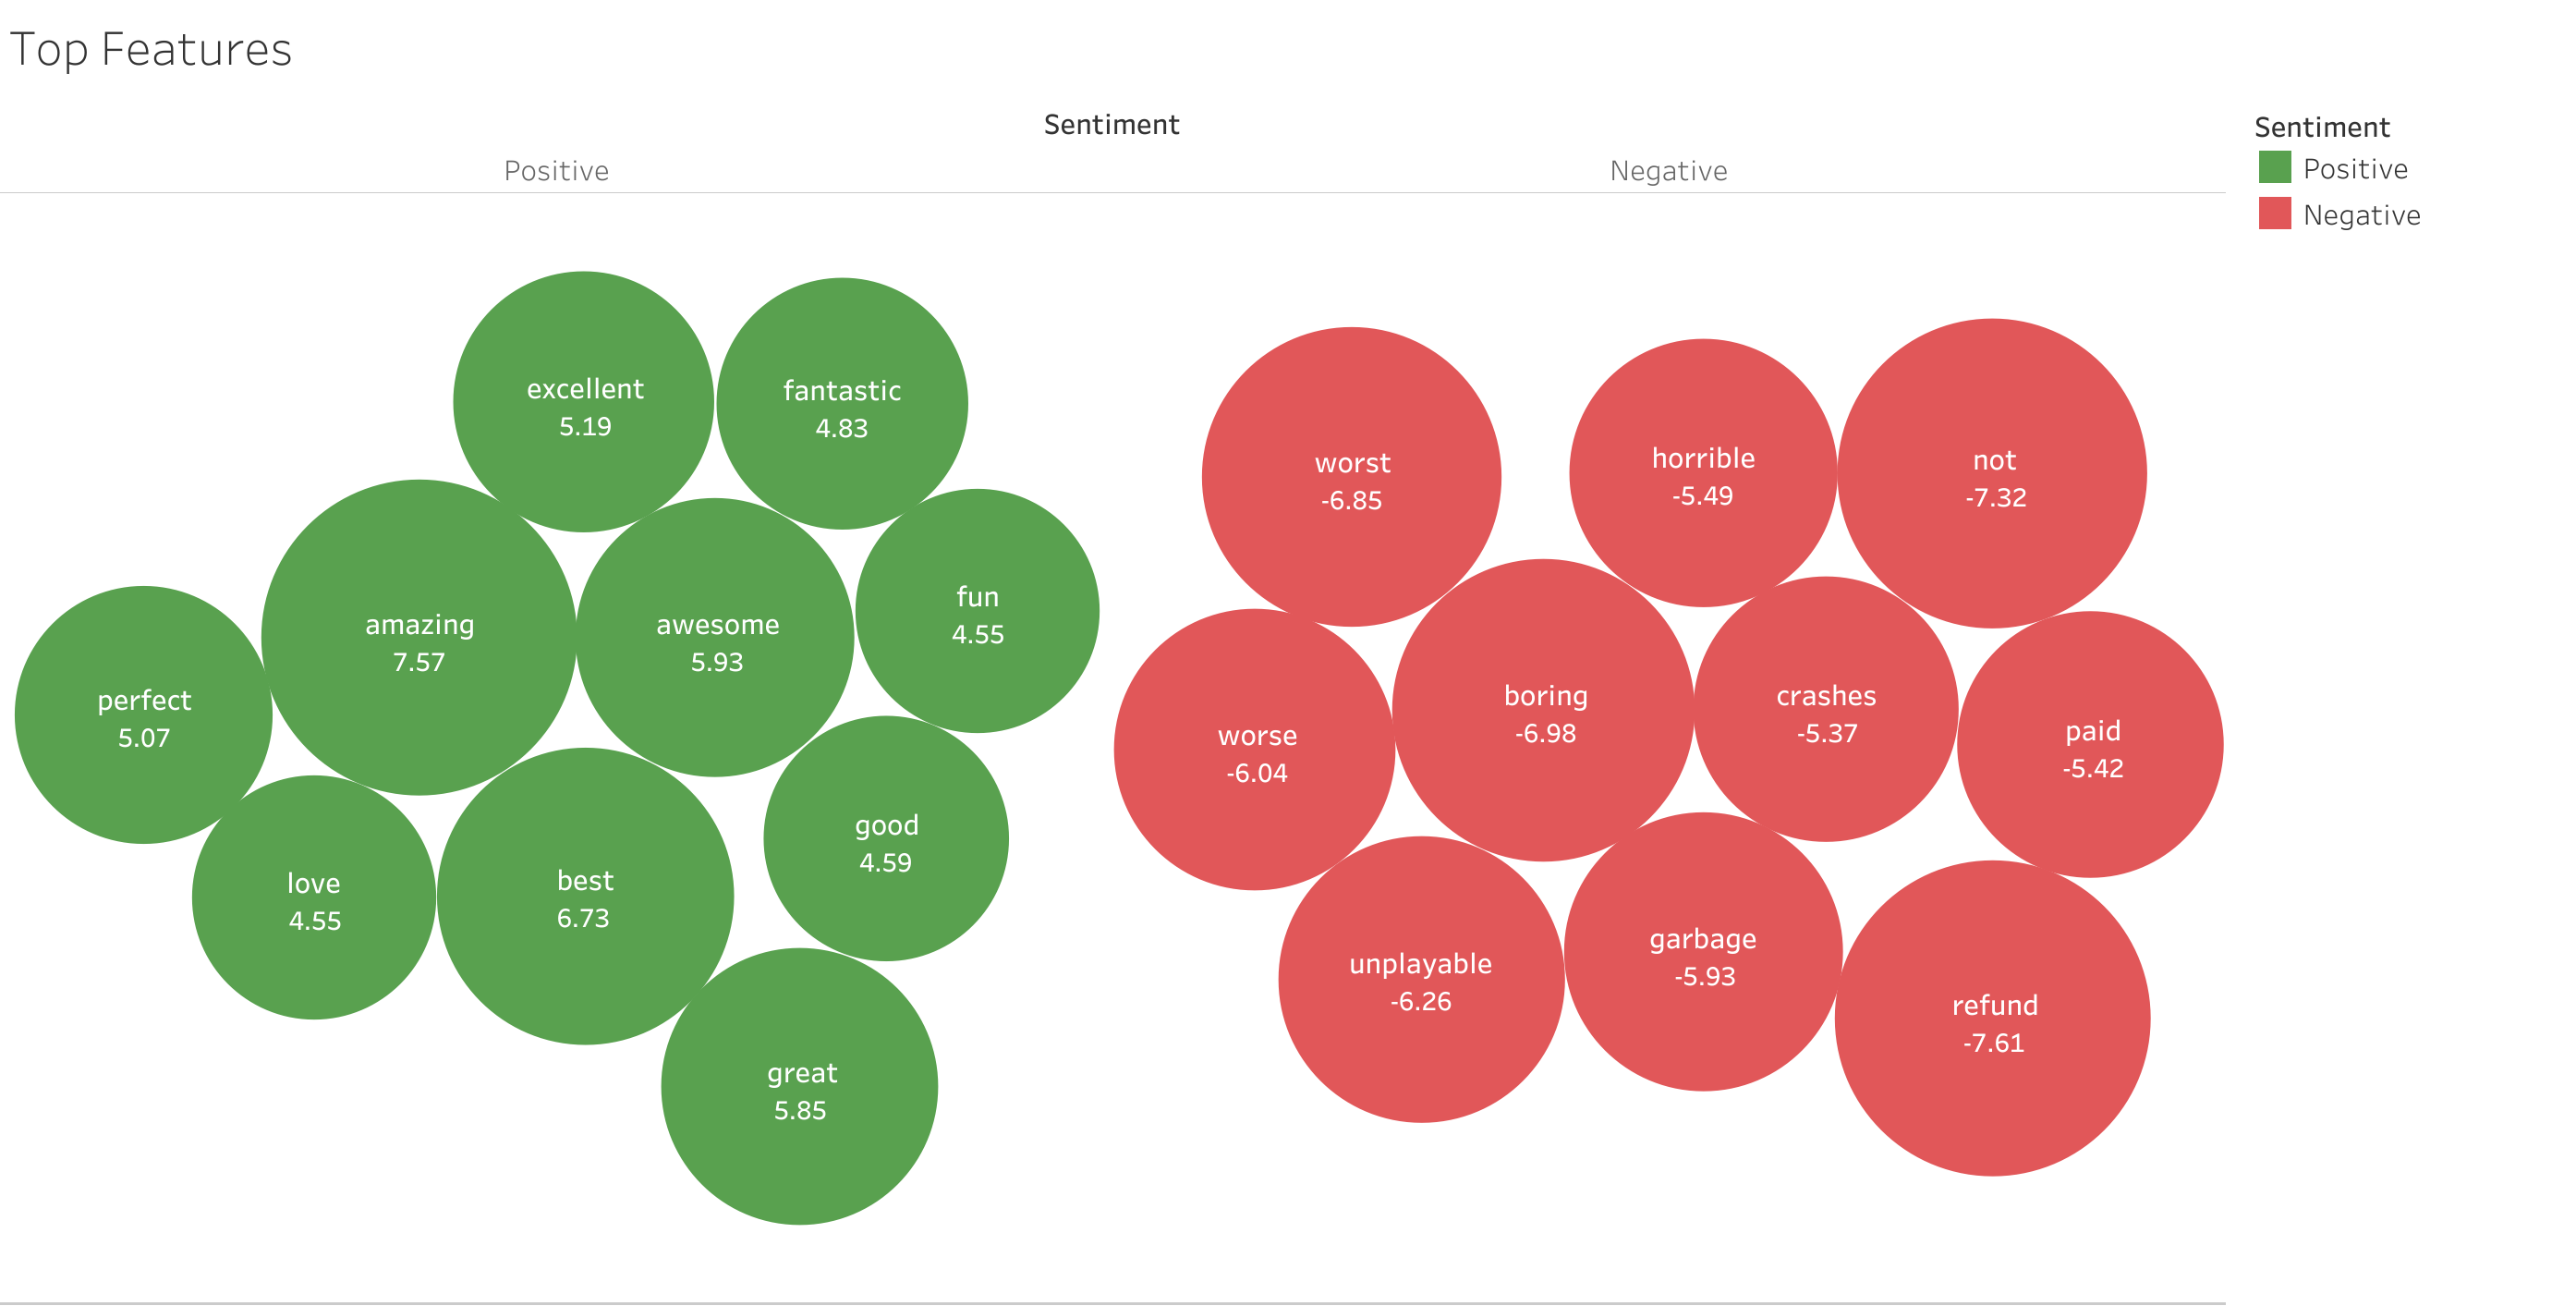 Top Features
Sentiment
Positive
Negative
Sentiment
Positive
Negative
excellent
5.19
fantastic
4.83
amazing
7.57
awesome
5.93
fun
4.55
perfect
5.07
love
4.55
best
6.73
good
4.59
great
5.85
worst
-6.85
horrible
-5.49
not
-7.32
worse
-6.04
boring
-6.98
crashes
-5.37
paid
-5.42
unplayable
-6.26
garbage
-5.93
refund
-7.61